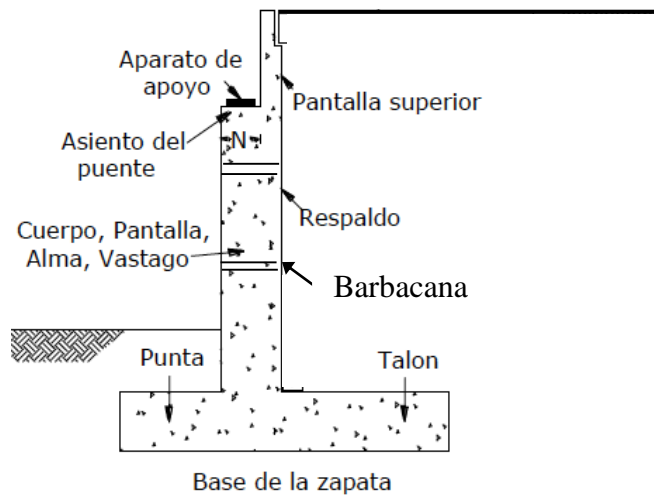 Aparato de
apoyo
Pantalla superior
Asiento del
puente
N
Respaldo
Cuerpo, Pantalla,
Alma, Vastago
Barbacana
Punta
Talon
Base de la zapata